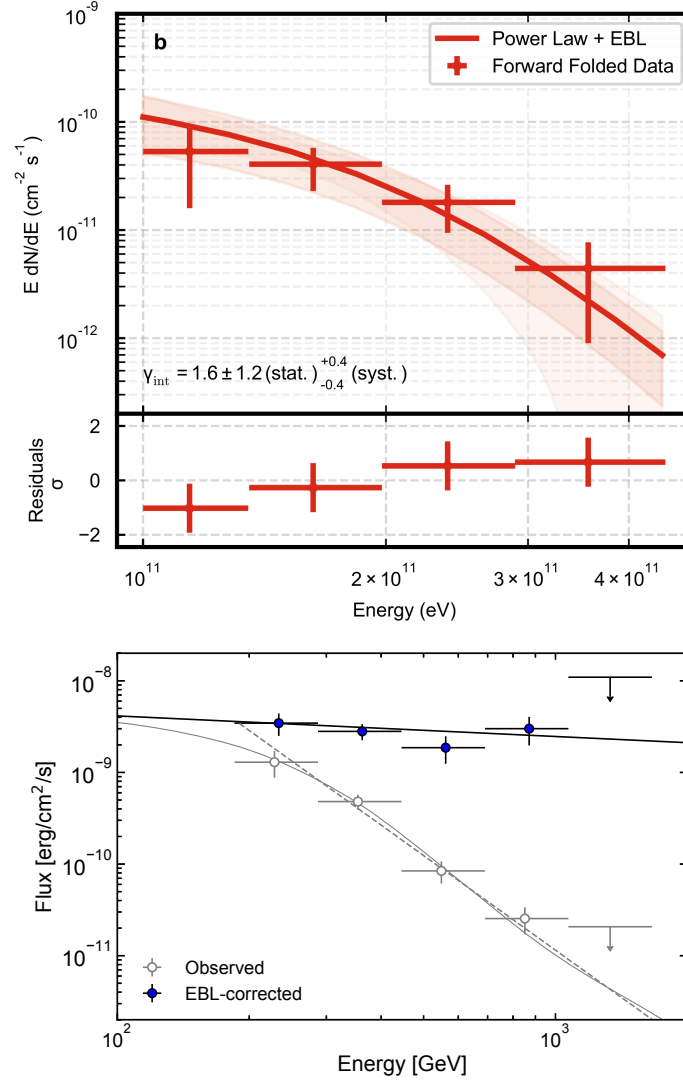 10⁻⁹
b
Power Law + EBL
Forward Folded Data
10⁻¹⁰
10⁻¹¹
10⁻¹²
E dN/dE (cm⁻² s⁻¹)
γint = 1.6 ± 1.2 (stat.) +0.4 -0.4 (syst.)
2
0
−2
Residuals
σ
10¹¹
2 × 10¹¹
3 × 10¹¹
4 × 10¹¹
Energy (eV)
10⁻⁸
10⁻⁹
10⁻¹⁰
10⁻¹¹
Flux [erg/cm²/s]
Observed
EBL-corrected
10²
10³
Energy [GeV]